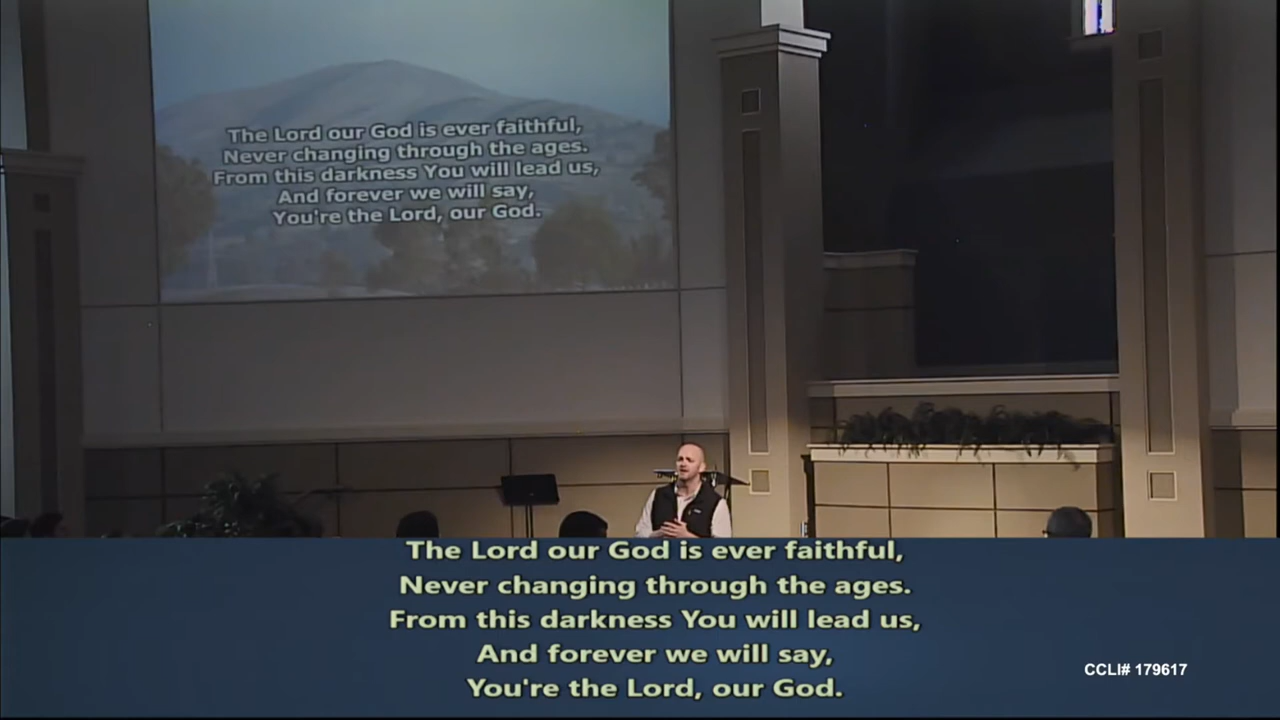 The Lord our God is ever faithful,
Never changing through the ages.
From this darkness You will lead us,
And forever we will say,
You're the Lord, our God.
The Lord our God is ever faithful,
Never changing through the ages.
From this darkness You will lead us,
And forever we will say,
You're the Lord, our God.
CCLI# 179617